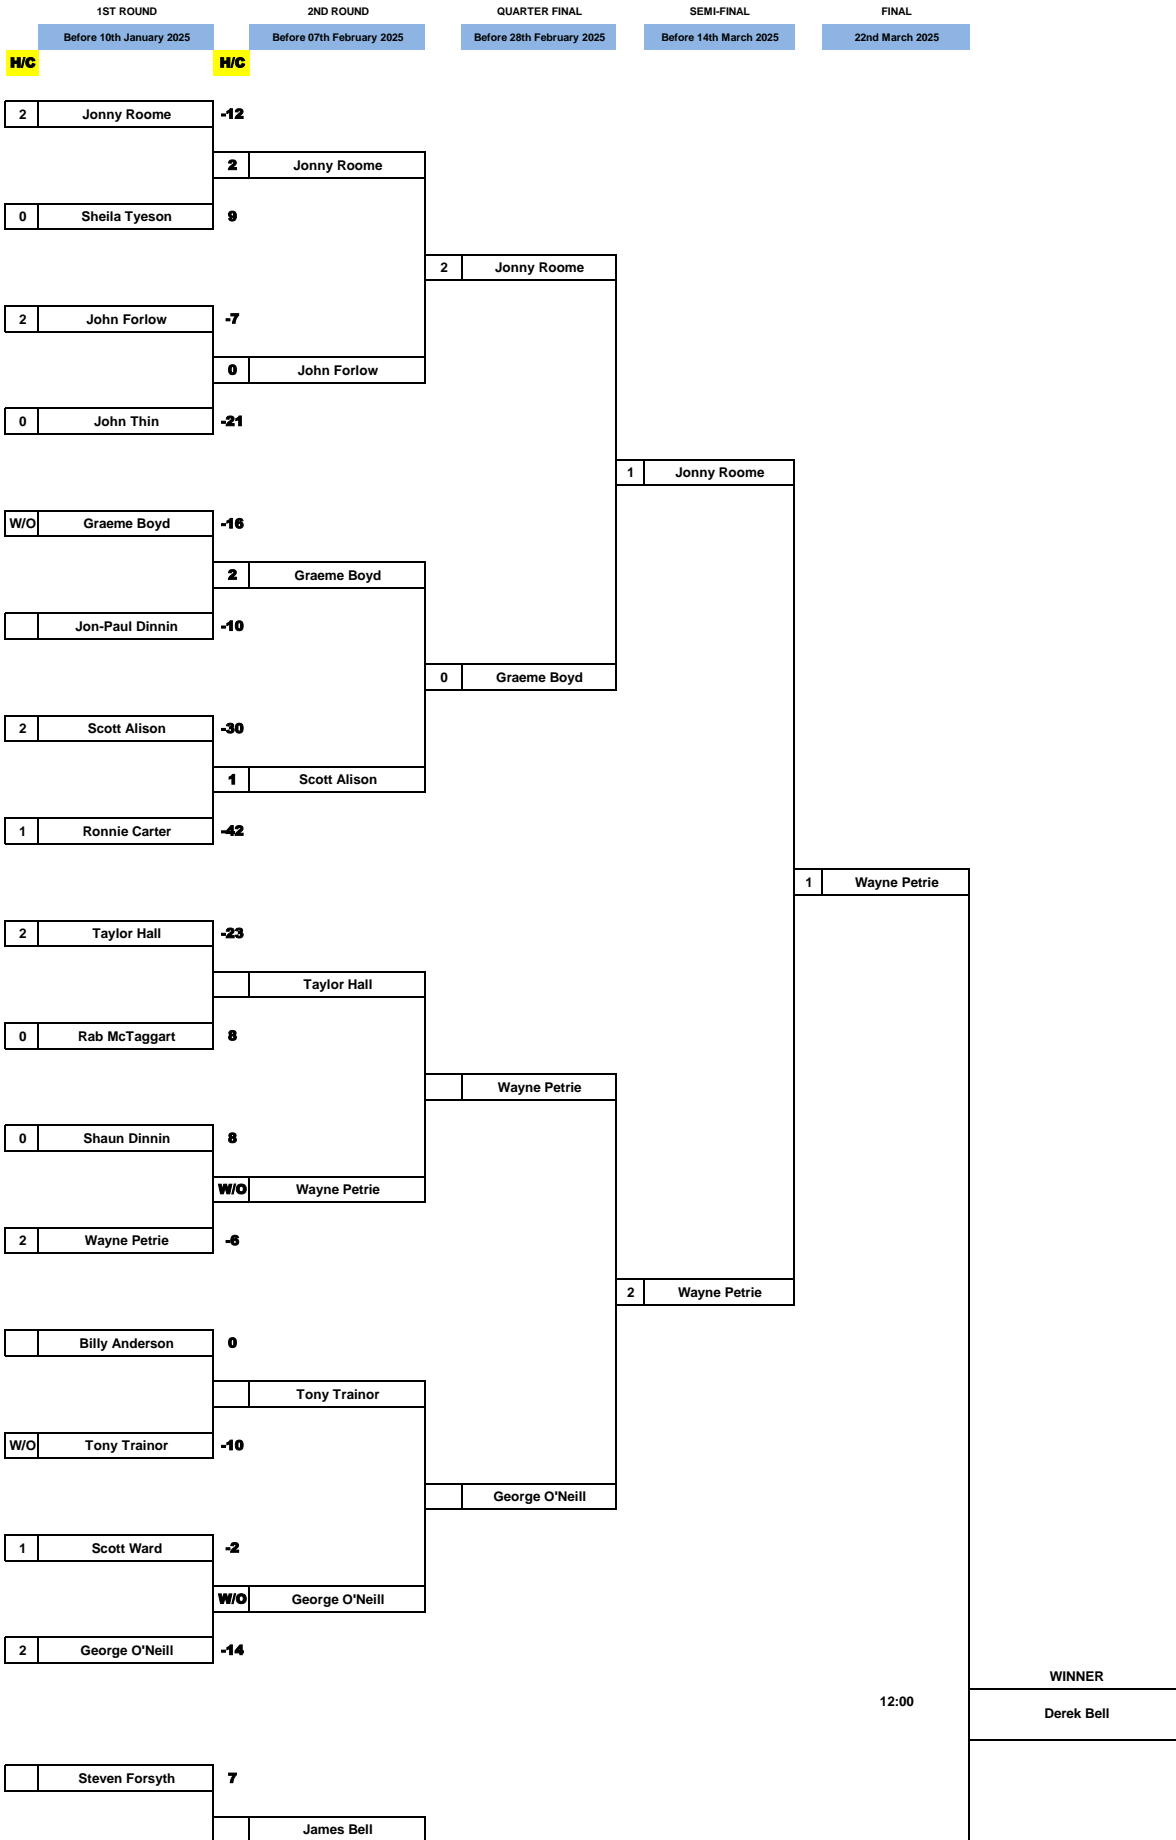 1ST ROUND 2ND ROUND QUARTER FINAL SEMI-FINAL FINAL
Before 10th January 2025 Before 07th February 2025 Before 28th February 2025 Before 14th March 2025 22nd March 2025
H/C H/C
2 Jonny Roome -12
2 Jonny Roome
0 Sheila Tyeson 9
2 Jonny Roome
2 John Forlow -7
0 John Forlow
0 John Thin -21
1 Jonny Roome
W/O Graeme Boyd -16
2 Graeme Boyd
Jon-Paul Dinnin -10
0 Graeme Boyd
2 Scott Alison -30
1 Scott Alison
1 Ronnie Carter -42
1 Wayne Petrie
2 Taylor Hall -23
Taylor Hall
0 Rab McTaggart 8
Wayne Petrie
0 Shaun Dinnin 8
W/O Wayne Petrie
2 Wayne Petrie -6
2 Wayne Petrie
Billy Anderson 0
Tony Trainor
W/O Tony Trainor -10
George O'Neill
1 Scott Ward -2
W/O George O'Neill
2 George O'Neill -14
WINNER
12:00
Derek Bell
Steven Forsyth 7
James Bell